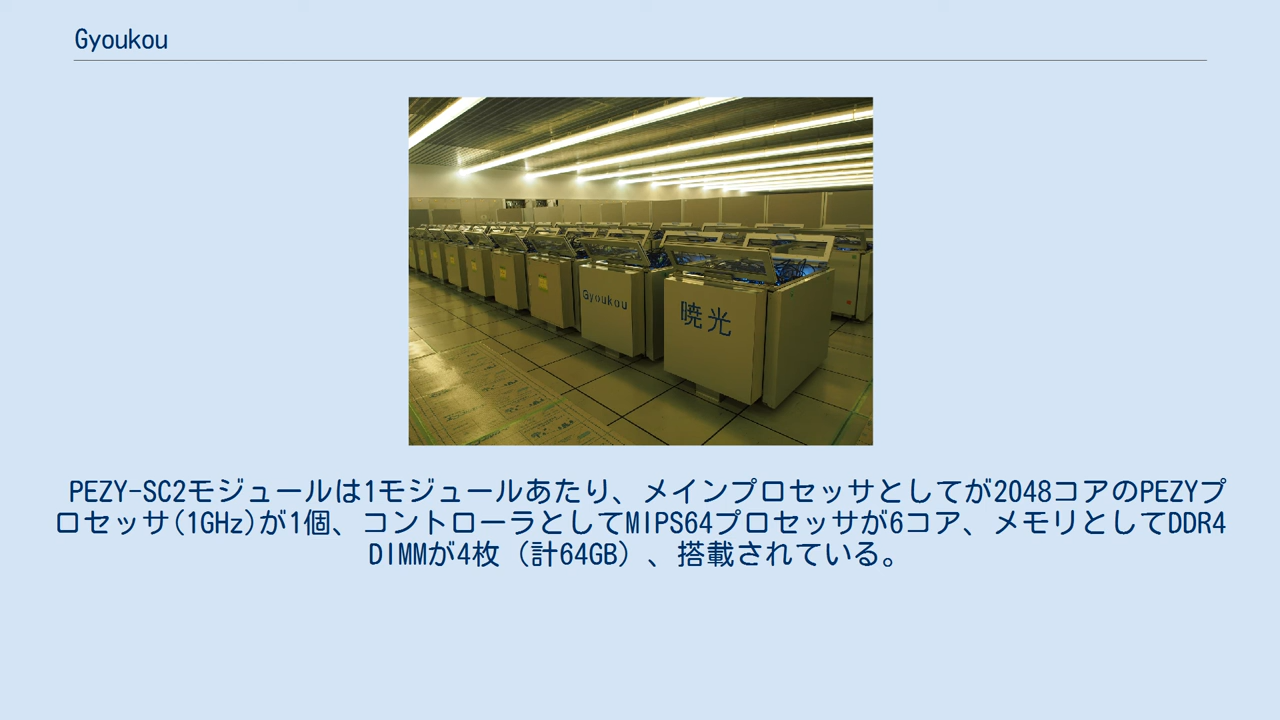 Gyoukou
Gyoukou
暁光
PEZY-SC2モジュールは1モジュールあたり、メインプロセッサとしてが2048コアのPEZYプ
ロセッサ(1GHz)が1個、コントローラとしてMIPS64プロセッサが6コア、メモリとしてDDR4
DIMMが4枚（計64GB）、搭載されている。